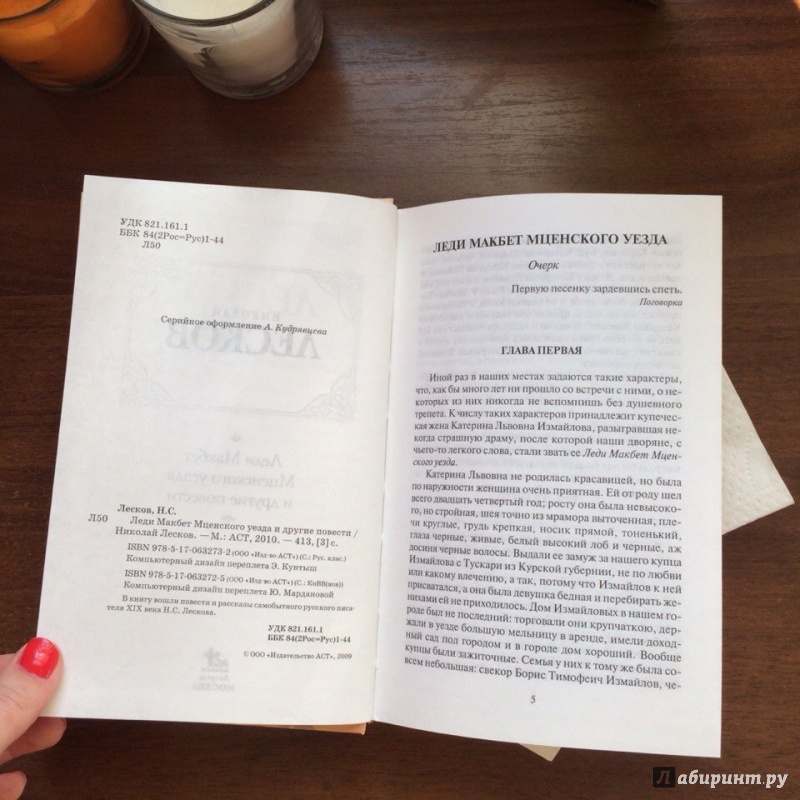 УДК 821.161.1
ББК 84(2Рос=Рус)1-44
Л50
Серийное оформление А. Кудрявцева
Лесков, Н.С.
Л50 Леди Макбет Мценского уезда и другие повести /
Николай Лесков. — М.: АСТ, 2010. — 413, [3] с.
ISBN 978-5-17-063273-2 (ООО «Изд-во АСТ») (С.: Рус. класс.)
Компьютерный дизайн переплета Э. Кунтыш
ISBN 978-5-17-063272-5 (ООО «Изд-во АСТ») (С.: КиВВ(нов))
Компьютерный дизайн переплета Ю. Мардановой
В книгу вошли повести и рассказы самобытного русского писа-
теля XIX века Н.С. Лескова.
УДК 821.161.1
ББК 84(2Рос=Рус)1-44
© ООО «Издательство АСТ», 2009
ЛЕДИ МАКБЕТ МЦЕНСКОГО УЕЗДА
Очерк
Первую песенку зардевшись спеть.
Поговорка
ГЛАВА ПЕРВАЯ
Иной раз в наших местах задаются такие характеры,
что, как бы много лет ни прошло со встречи с ними, о не-
которых из них никогда не вспомнишь без душевного
трепета. К числу таких характеров принадлежит купечес-
кая жена Катерина Львовна Измайлова, разыгравшая не-
когда страшную драму, после которой наши дворяне, с
чьего-то легкого слова, стали звать ее Леди Макбет Мцен-
ского уезда.
Катерина Львовна не родилась красавицей, но была
по наружности женщина очень приятная. Ей от роду шел
всего двадцать четвертый год; росту она была невысоко-
го, но стройная, шея точно из мрамора выточенная, пле-
чи круглые, грудь крепкая, носик прямой, тоненький,
глаза черные, живые, белый высокий лоб и черные, аж
досиня черные волосы. Выдали ее замуж за нашего купца
Измайлова с Тускари из Курской губернии, не по любви
или какому влечению, а так, потому что Измайлов к ней
присватался, а она была девушка бедная и перебирать же-
нихами ей не приходилось. Дом Измайловых в нашем го-
роде был не последний: торговали они крупчаткою, дер-
жали в уезде большую мельницу в аренде, имели доход-
ный сад под городом и в городе дом хороший. Вообще
купцы были зажиточные. Семья у них к тому же была со-
всем небольшая: свекор Борис Тимофеич Измайлов, че-
5
Лабиринт.ру